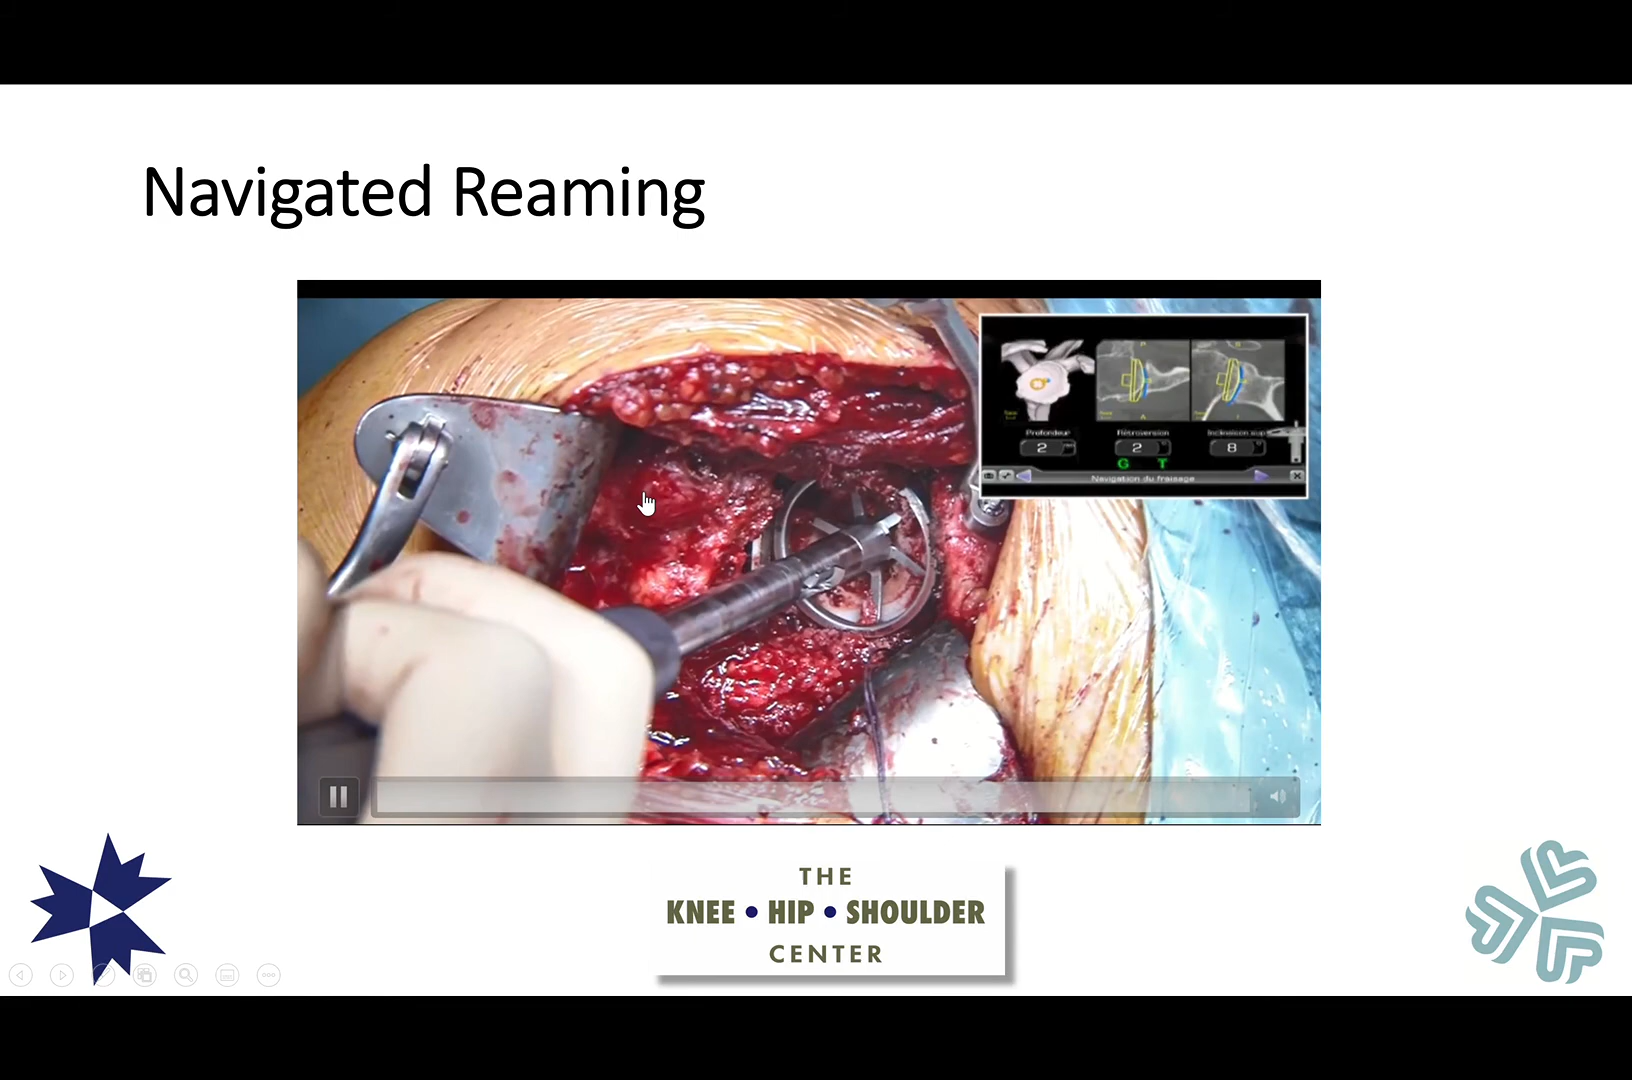 Navigated Reaming
Profondeur
Rétroversion
Inclinaison sup
2
2
8
G T
Navigation du fraisage
THE
KNEE • HIP • SHOULDER
CENTER